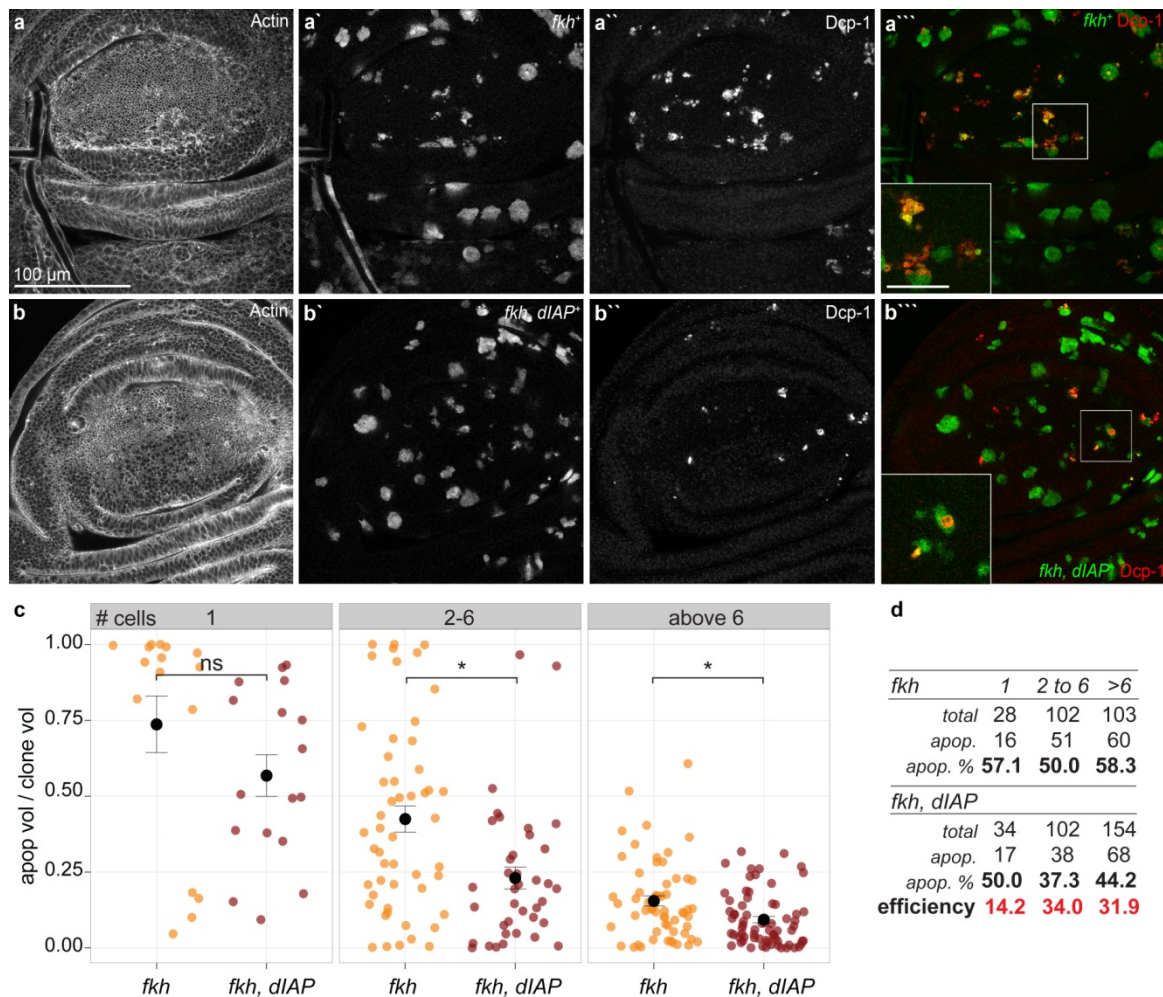 a Actin
a` fkh⁺
a`` Dcp-1
a``` fkh⁺ Dcp-1
100 µm
b Actin
b` fkh, dIAP⁺
b`` Dcp-1
b```
fkh, dIAP⁺ Dcp-1
c
# cells 1 2-6 above 6
apop vol / clone vol
1.00
0.75
0.50
0.25
0.00
ns * *
fkh fkh, dIAP fkh fkh, dIAP fkh fkh, dIAP
d
fkh 1 2 to 6 >6
total 28 102 103
apop. 16 51 60
apop. % 57.1 50.0 58.3
fkh, dIAP
total 34 102 154
apop. 17 38 68
apop. % 50.0 37.3 44.2
efficiency 14.2 34.0 31.9